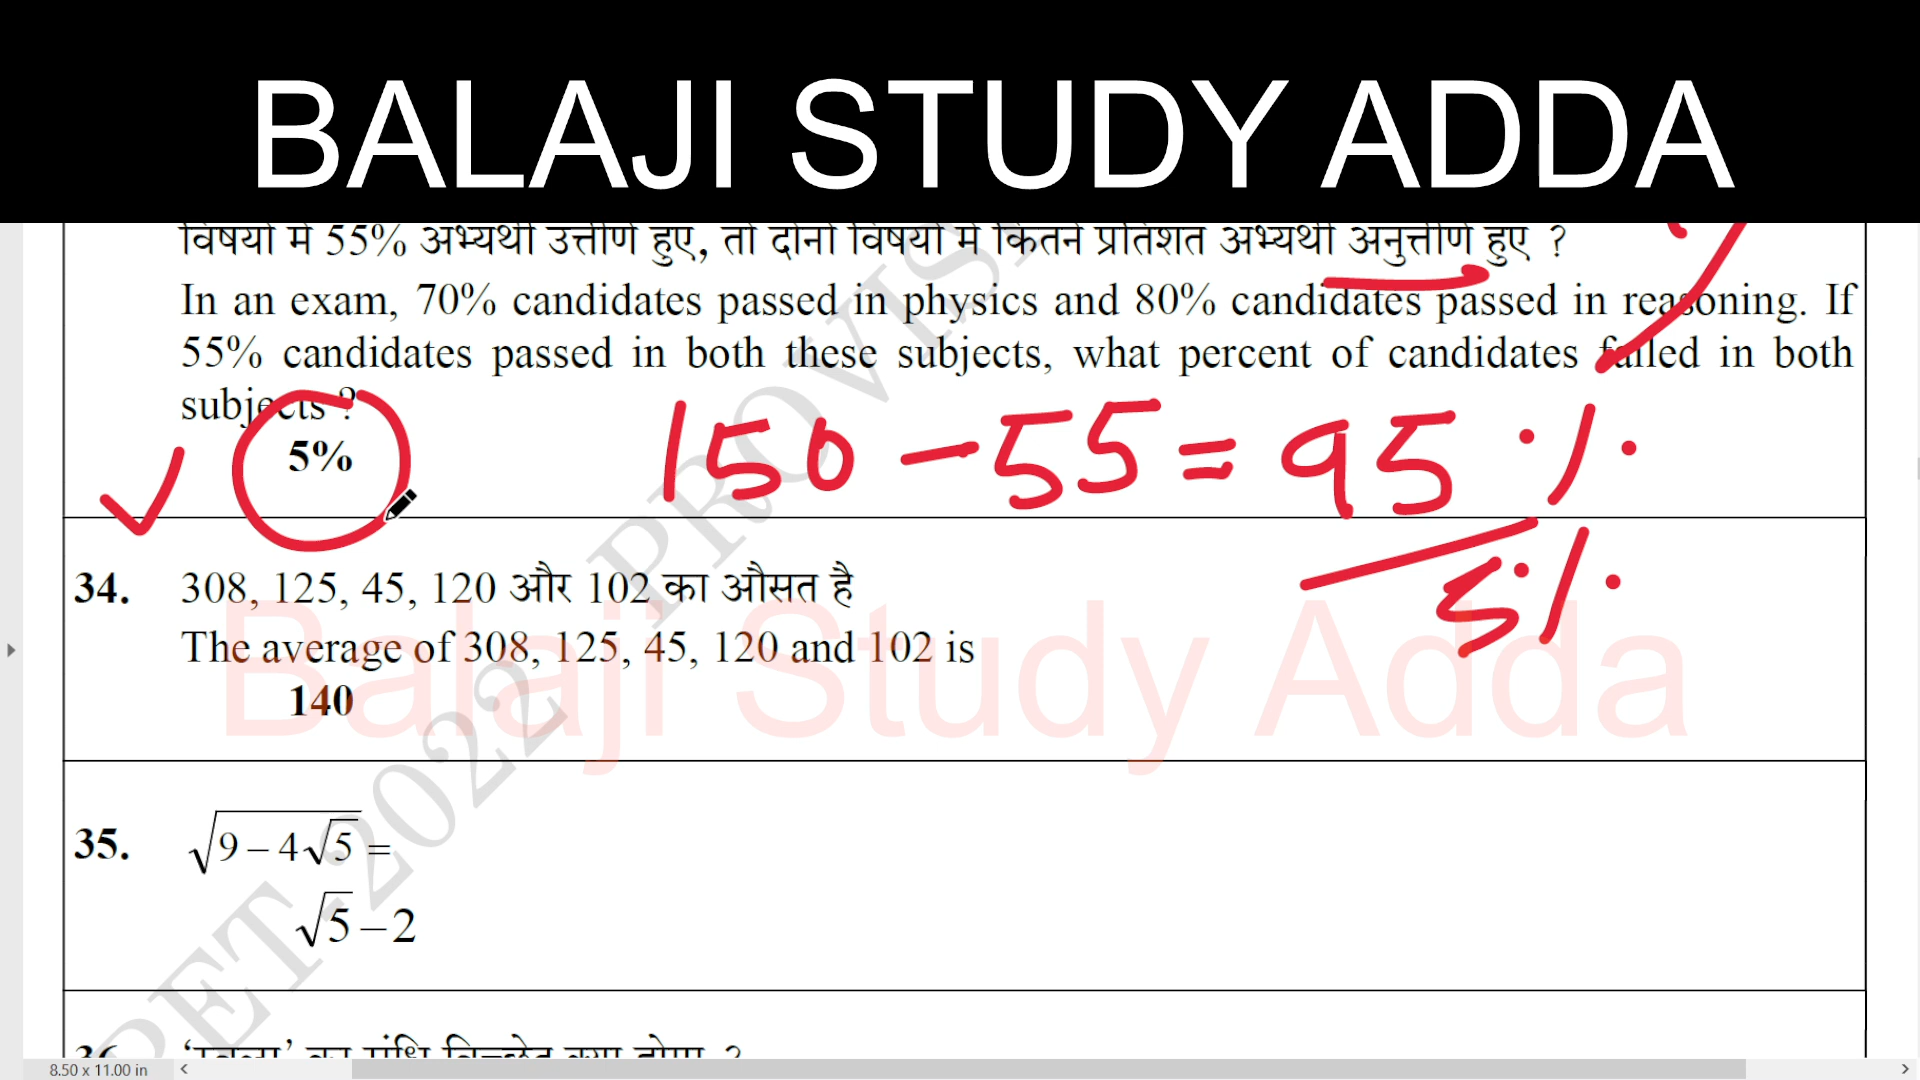 BALAJI STUDY ADDA
विषयों में 55% अभ्यर्थी उत्तीर्ण हुए, तो दोनों विषयों में कितने प्रतिशत अभ्यर्थी अनुत्तीर्ण हुए ?
In an exam, 70% candidates passed in physics and 80% candidates passed in reasoning. If
55% candidates passed in both these subjects, what percent of candidates failed in both
subjects ?
5%
150 - 55 = 95 %
5%
34. 308, 125, 45, 120 और 102 का औसत है
The average of 308, 125, 45, 120 and 102 is
140
Balaji Study Adda
35. √(9 – 4√5) =
√5 – 2
PET-2022 PROVIS
8.50 x 11.00 in